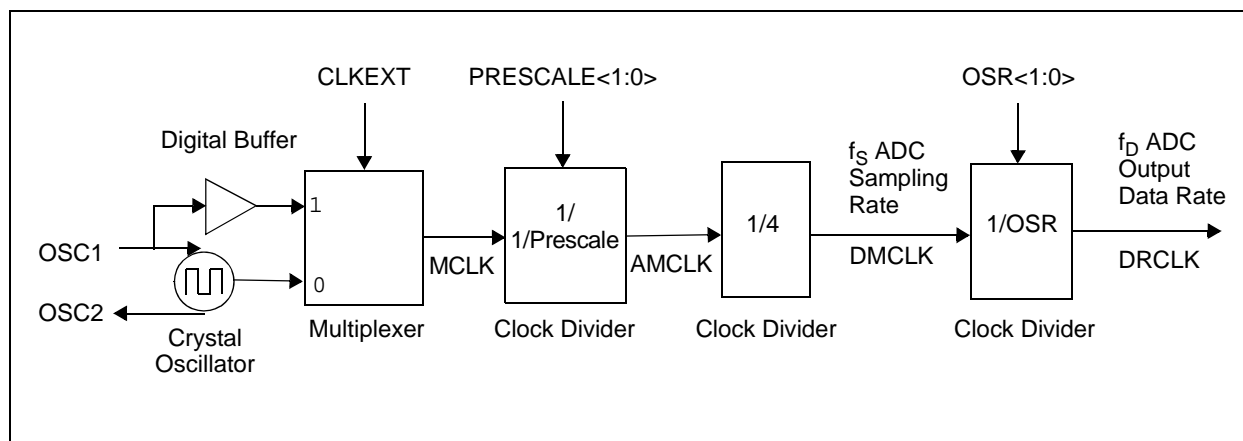 CLKEXT
PRESCALE<1:0>
OSR<1:0>
Digital Buffer
f_S ADC
Sampling
Rate
f_D ADC
Output
Data Rate
1
1/
1/Prescale
1/4
1/OSR
OSC1
MCLK
AMCLK
DMCLK
DRCLK
0
OSC2
Crystal
Oscillator
Multiplexer
Clock Divider
Clock Divider
Clock Divider